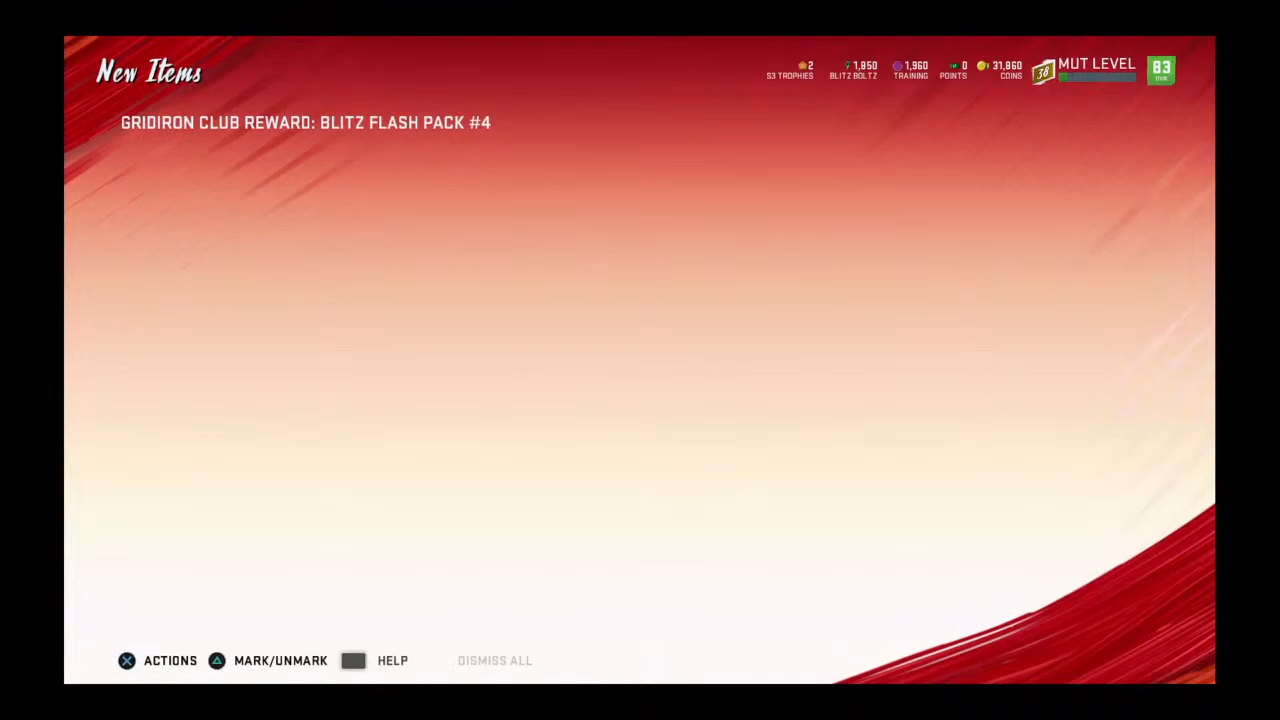 New Items
2
S3 TROPHIES
1,850
BLITZ BOLTZ
1,960
TRAINING
0
POINTS
31,860
COINS
38
MUT LEVEL
83
OVR
GRIDIRON CLUB REWARD: BLITZ FLASH PACK #4
ACTIONS
MARK/UNMARK
HELP
DISMISS ALL